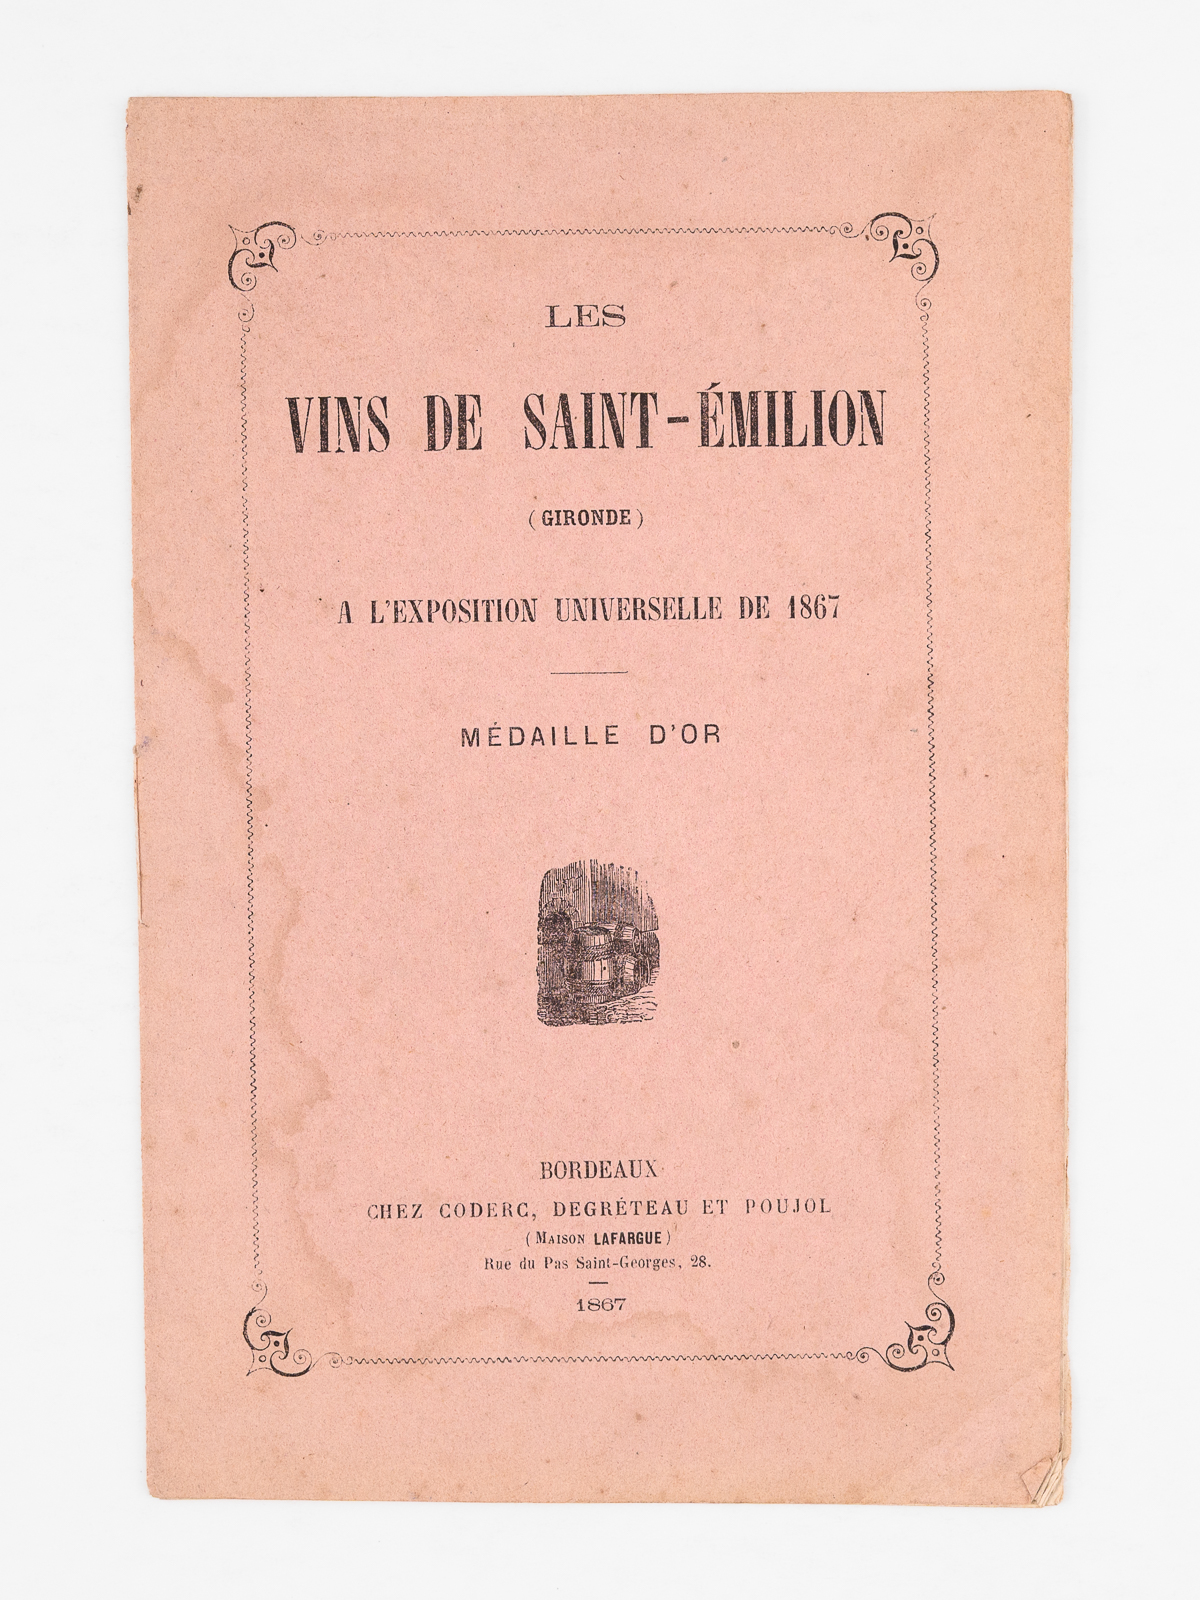 LES
VINS DE SAINT-ÉMILION
(GIRONDE)
A L'EXPOSITION UNIVERSELLE DE 1867
MÉDAILLE D'OR
BORDEAUX
CHEZ CODERC, DEGRÉTEAU ET POUJOL
(MAISON LAFARGUE)
Rue du Pas Saint-Georges, 28.
1867